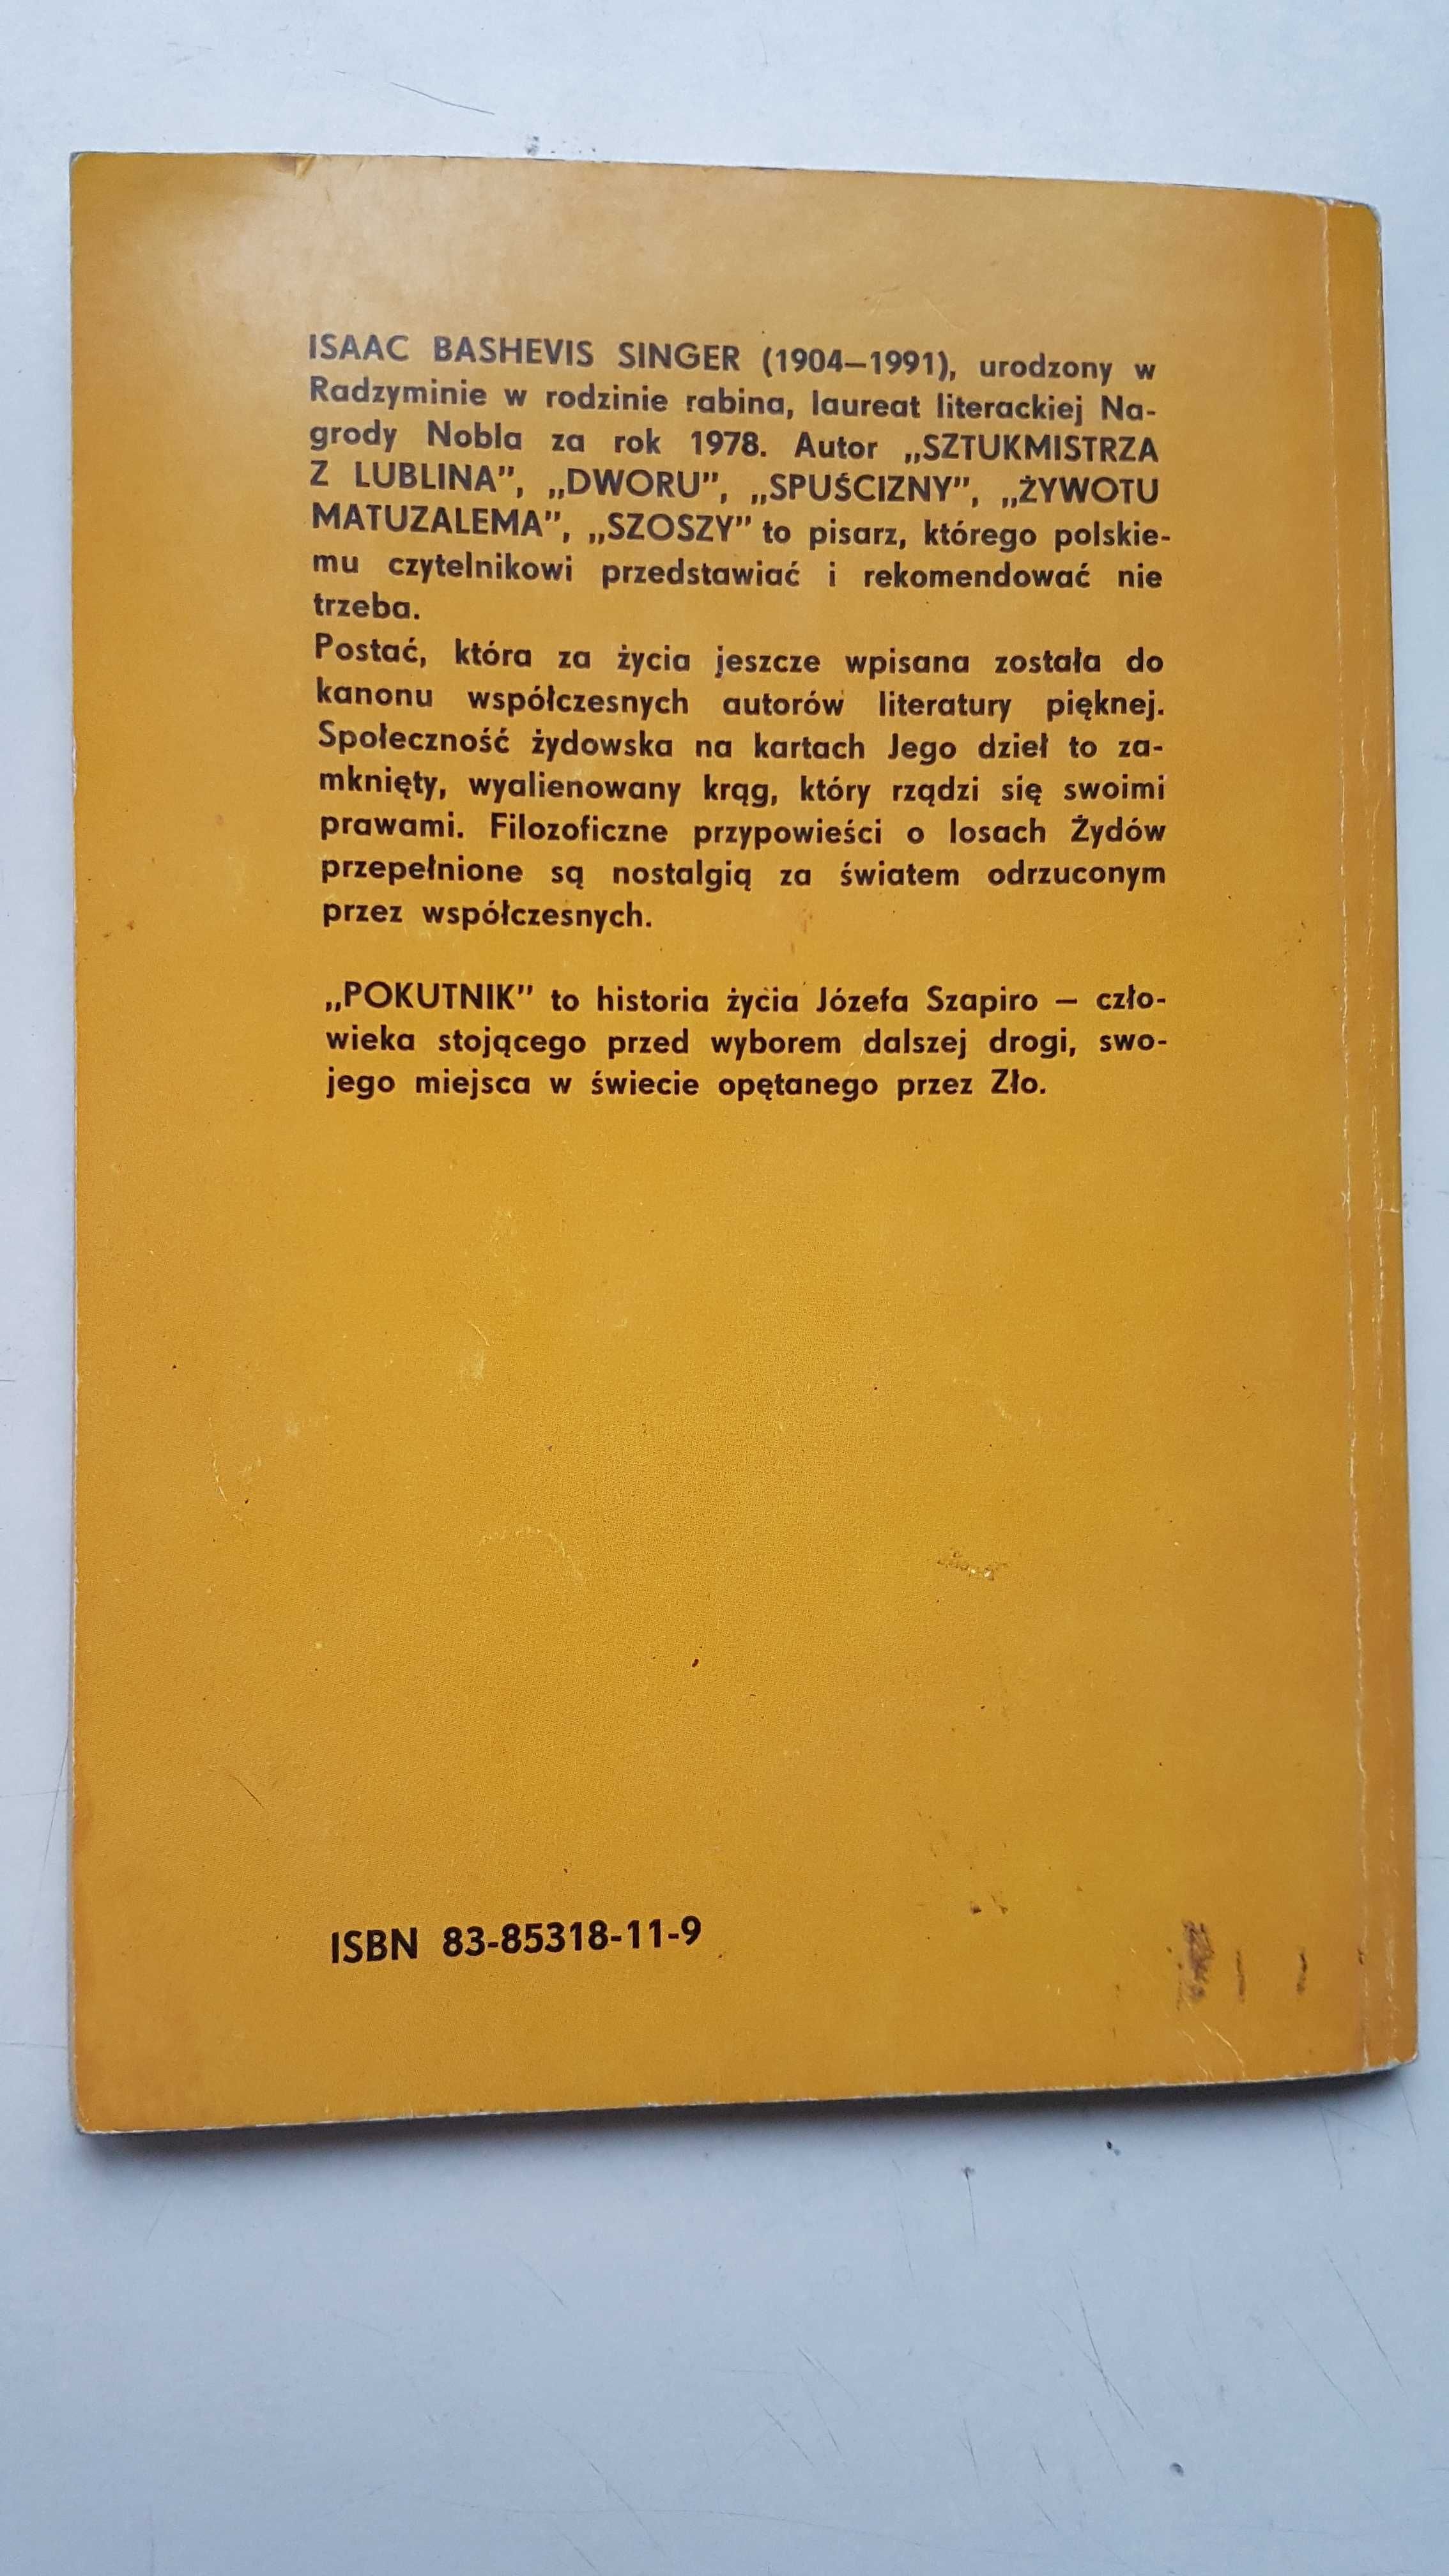 ISAAC BASHEVIS SINGER (1904–1991), urodzony w
Radzyminie w rodzinie rabina, laureat literackiej Na-
grody Nobla za rok 1978. Autor „SZTUKMISTRZA
Z LUBLINA”, „DWORU”, „SPUŚCIZNY”, „ŻYWOTU
MATUZALEMA”, „SZOSZY” to pisarz, którego polskie-
mu czytelnikowi przedstawiać i rekomendować nie
trzeba.
Postać, która za życia jeszcze wpisana została do
kanonu współczesnych autorów literatury pięknej.
Społeczność żydowska na kartach Jego dzieł to za-
mknięty, wyalienowany krąg, który rządzi się swoimi
prawami. Filozoficzne przypowieści o losach Żydów
przepełnione są nostalgią za światem odrzuconym
przez współczesnych.
„POKUTNIK” to historia życia Józefa Szapiro – czło-
wieka stojącego przed wyborem dalszej drogi, swo-
jego miejsca w świecie opętanego przez Zło.
ISBN 83-85318-11-9